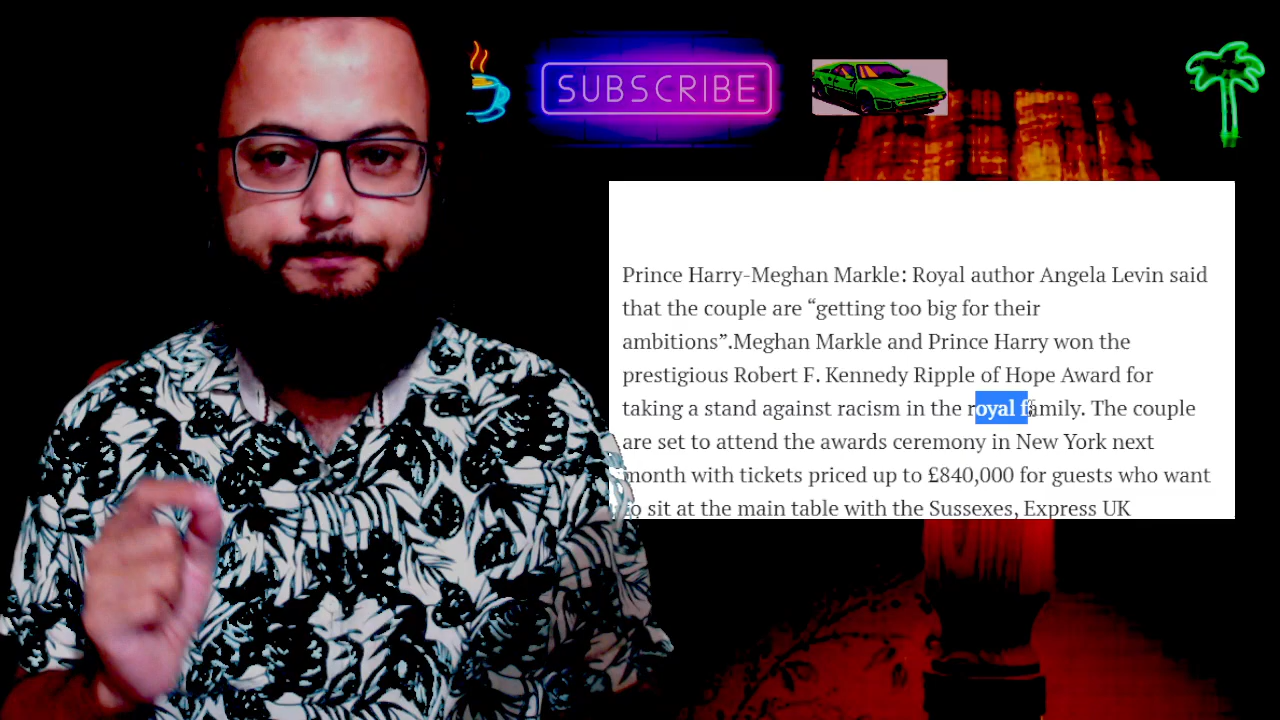 SUBSCRIBE
Prince Harry-Meghan Markle: Royal author Angela Levin said
that the couple are “getting too big for their
ambitions”.Meghan Markle and Prince Harry won the
prestigious Robert F. Kennedy Ripple of Hope Award for
taking a stand against racism in the royal family. The couple
are set to attend the awards ceremony in New York next
month with tickets priced up to £840,000 for guests who want
to sit at the main table with the Sussexes, Express UK